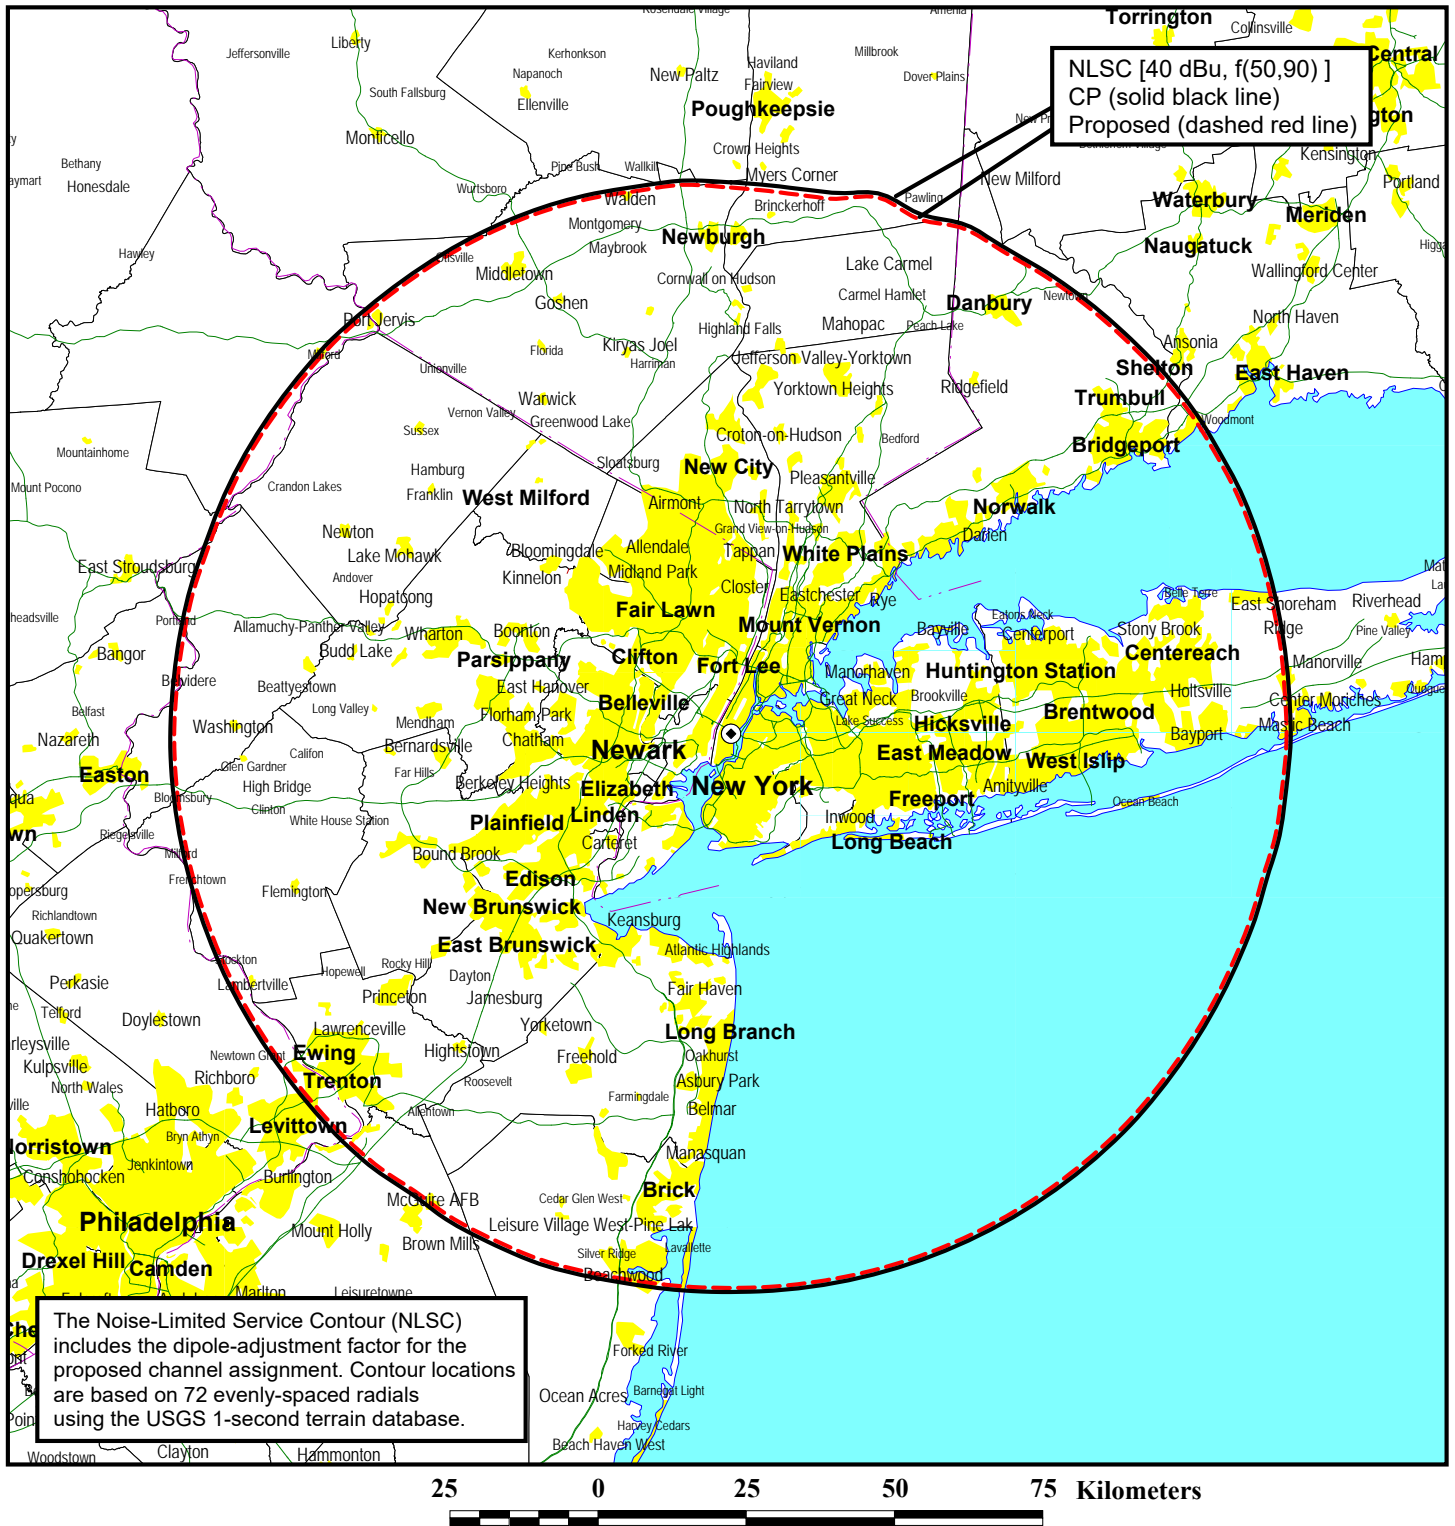 Torrington
Collinsville
Rosendale Village
Amenia
Liberty
Jeffersonville
Kerhonkson
Haviland
Millbrook
Central
Napanoch
New Paltz
Fairview
Dover Plains
NLSC [40 dBu, f(50,90) ]
CP (solid black line)
Proposed (dashed red line)
South Fallsburg
Ellenville
Poughkeepsie
gton
Monticello
Crown Heights
Kensington
Bethany
Pine Bush
Wallkill
Myers Corner
New Milford
Portland
aymart
Honesdale
Wurtsboro
Walden
Brinckerhoff
Pawling
Waterbury
Meriden
Montgomery
Newburgh
Naugatuck
Higga
Hawley
Otisville
Maybrook
Middletown
Cornwall on Hudson
Lake Carmel
Wallingford Center
Goshen
Carmel Hamlet
Danbury
Newtown
Port Jervis
Highland Falls
Mahopac
Peach Lake
North Haven
Milford
Florida
Kiryas Joel
Harriman
Jefferson Valley-Yorktown
Ansonia
Unionville
Yorktown Heights
Ridgefield
Shelton
East Haven
Warwick
Trumbull
Vernon Valley
Greenwood Lake
Woodmont
Sussex
Croton-on-Hudson
Bedford
Bridgeport
Mountainhome
Hamburg
Sloatsburg
New City
Pleasantville
Mount Pocono
Crandon Lakes
Franklin
West Milford
Airmont
North Tarrytown
Norwalk
Newton
Grand View-on-Hudson
Darien
Lake Mohawk
Bloomingdale
Allendale
Tappan
White Plains
East Stroudsburg
Andover
Kinnelon
Midland Park
Closter
Eastchester
Rye
Belle Terre
Hopatcong
Fair Lawn
East Shoreham
Riverhead
headsville
Portland
Allamuchy-Panther Valley
Wharton
Boonton
Mount Vernon
Bayville
Eatons Neck
Centerport
Stony Brook
Ridge
Pine Valley
Bangor
Budd Lake
Parsippany
Clifton
Fort Lee
Manorhaven
Huntington Station
Centereach
Manorville
Belvidere
Beattyestown
East Hanover
Great Neck
Brookville
Holtsville
Center Moriches
Quogue
Belfast
Long Valley
Mendham
Florham Park
Belleville
Lake Success
Hicksville
Brentwood
Mastic Beach
Nazareth
Washington
Califon
Bernardsville
Chatham
Newark
East Meadow
West Islip
Bayport
Easton
Glen Gardner
Far Hills
Berkeley Heights
Elizabeth
New York
Amityville
qua
Bloomsbury
High Bridge
Freeport
Ocean Beach
wn
Riegelsville
Clinton
White House Station
Plainfield
Linden
Inwood
Milford
Bound Brook
Carteret
Long Beach
Frenchtown
Edison
opersburg
Flemington
New Brunswick
Keansburg
Richlandtown
Quakertown
East Brunswick
Atlantic Highlands
Stockton
Rocky Hill
Hopewell
Dayton
Perkasie
Lambertville
Princeton
Jamesburg
Fair Haven
Telford
Doylestown
Lawrenceville
Yorketown
Long Branch
rleysville
Newtown Grant
Ewing
Hightstown
Freehold
Oakhurst
Kulpsville
Richboro
Trenton
Roosevelt
Asbury Park
North Wales
Farmingdale
ville
Hatboro
Levittown
Allentown
Belmar
Bryn Athyn
Norristown
Jenkintown
Manasquan
Conshohocken
Burlington
Brick
McGuire AFB
Cedar Glen West
Philadelphia
Mount Holly
Leisure Village West-Pine Lak
Brown Mills
Silver Ridge
Lavallette
Drexel Hill
Camden
Beachwood
Marlton
Leisuretowne
The Noise-Limited Service Contour (NLSC)
includes the dipole-adjustment factor for the
proposed channel assignment. Contour locations
are based on 72 evenly-spaced radials
using the USGS 1-second terrain database.
Forked River
Ocean Acres
Barnegat Light
Harvey Cedars
Beach Haven West
Woodstown
Clayton
Hammonton
25 0 25 50 75 Kilometers